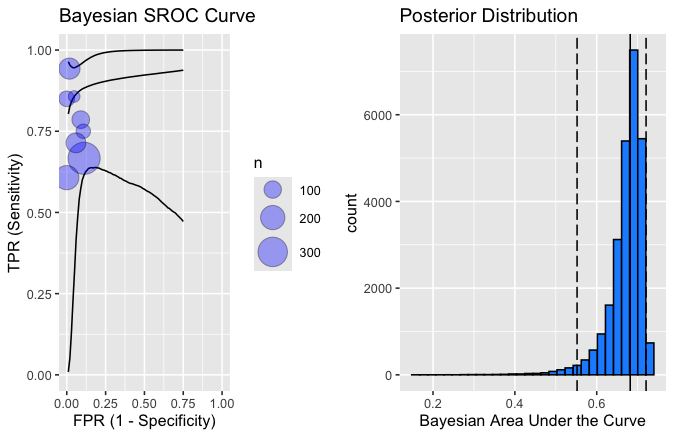 Bayesian SROC Curve
1.00
0.75
0.50
0.25
0.00
TPR (Sensitivity)
0.00 0.25 0.50 0.75 1.00
FPR (1 - Specificity)
n
100
200
300
Posterior Distribution
6000
4000
2000
0
count
0.2 0.4 0.6
Bayesian Area Under the Curve